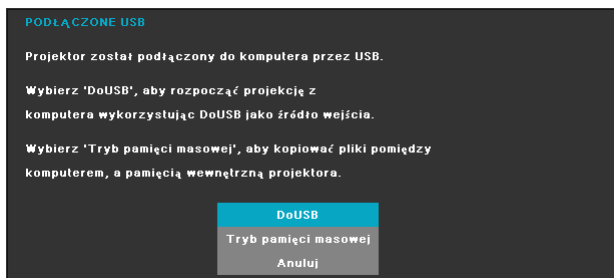 PODŁĄCZONE USB
Projektor został podłączony do komputera przez USB.
Wybierz 'DoUSB', aby rozpocząć projekcję z
komputera wykorzystując DoUSB jako źródło wejścia.
Wybierz 'Tryb pamięci masowej', aby kopiować pliki pomiędzy
komputerem, a pamięcią wewnętrzną projektora.
DoUSB
Tryb pamięci masowej
Anuluj